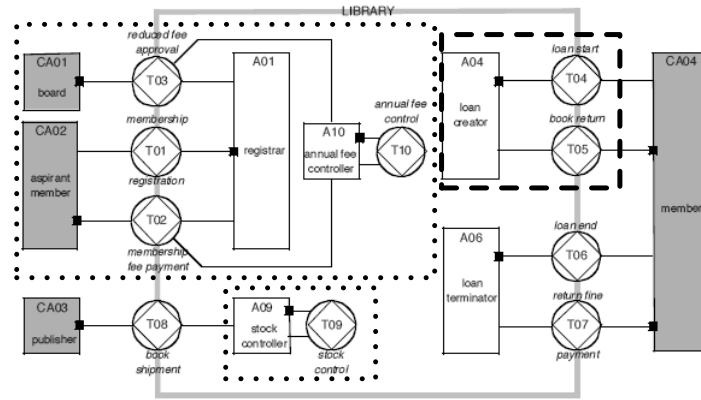 LIBRARY
reduced fee
approval
CA01
board
T03
A01
registrar
CA02
aspirant
member
membership
T01
registration
T02
membership
fee payment
A10
annual fee
controller
annual fee
control
T10
A04
loan
creator
loan start
T04
book return
T05
CA04
member
A06
loan
terminator
loan end
T06
return fine
T07
payment
CA03
publisher
T08
book
shipment
A09
stock
controller
T09
stock
control